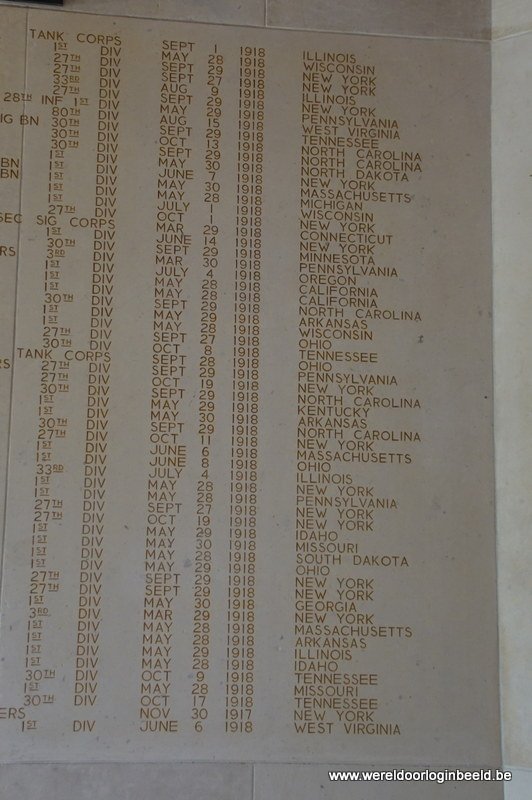 TANK CORPS SEPT 1 1918 ILLINOIS
1ST DIV MAY 28 1918 WISCONSIN
27TH DIV SEPT 29 1918 NEW YORK
27TH DIV SEPT 27 1918 NEW YORK
33RD DIV AUG 9 1918 ILLINOIS
27TH DIV SEPT 29 1918 NEW YORK
28TH INF 1ST DIV MAY 29 1918 PENNSYLVANIA
80TH DIV AUG 15 1918 WEST VIRGINIA
IG BN 30TH DIV SEPT 29 1918 TENNESSEE
30TH DIV OCT 13 1918 NORTH CAROLINA
30TH DIV SEPT 29 1918 NORTH CAROLINA
1ST DIV MAY 30 1918 NORTH DAKOTA
BN 1ST DIV JUNE 7 1918 NEW YORK
BN 1ST DIV MAY 30 1918 MASSACHUSETTS
1ST DIV MAY 28 1918 MICHIGAN
1ST DIV JULY 1 1918 WISCONSIN
27TH DIV OCT 1 1918 NEW YORK
SEC SIG CORPS MAR 29 1918 CONNECTICUT
1ST DIV JUNE 14 1918 NEW YORK
30TH DIV SEPT 29 1918 MINNESOTA
RS 3RD DIV MAR 30 1918 PENNSYLVANIA
1ST DIV JULY 4 1918 OREGON
1ST DIV MAY 28 1918 CALIFORNIA
1ST DIV MAY 28 1918 CALIFORNIA
30TH DIV SEPT 29 1918 NORTH CAROLINA
1ST DIV MAY 29 1918 ARKANSAS
1ST DIV MAY 28 1918 WISCONSIN
27TH DIV SEPT 27 1918 OHIO
30TH DIV OCT 8 1918 TENNESSEE
TANK CORPS SEPT 28 1918 OHIO
RS 27TH DIV SEPT 29 1918 PENNSYLVANIA
27TH DIV OCT 19 1918 NEW YORK
30TH DIV SEPT 29 1918 NORTH CAROLINA
1ST DIV MAY 29 1918 KENTUCKY
1ST DIV MAY 30 1918 ARKANSAS
30TH DIV SEPT 29 1918 NORTH CAROLINA
27TH DIV OCT 11 1918 NEW YORK
1ST DIV JUNE 6 1918 MASSACHUSETTS
1ST DIV JUNE 8 1918 OHIO
33RD DIV JULY 4 1918 ILLINOIS
1ST DIV MAY 28 1918 NEW YORK
1ST DIV MAY 28 1918 PENNSYLVANIA
27TH DIV SEPT 27 1918 NEW YORK
27TH DIV OCT 19 1918 NEW YORK
1ST DIV MAY 29 1918 IDAHO
1ST DIV MAY 30 1918 MISSOURI
1ST DIV MAY 28 1918 SOUTH DAKOTA
1ST DIV MAY 29 1918 OHIO
27TH DIV SEPT 29 1918 NEW YORK
27TH DIV SEPT 29 1918 NEW YORK
1ST DIV MAY 30 1918 GEORGIA
3RD DIV MAR 29 1918 NEW YORK
1ST DIV MAY 28 1918 MASSACHUSETTS
1ST DIV MAY 28 1918 ARKANSAS
1ST DIV MAY 29 1918 ILLINOIS
1ST DIV MAY 28 1918 IDAHO
30TH DIV OCT 9 1918 TENNESSEE
1ST DIV MAY 28 1918 MISSOURI
30TH DIV OCT 17 1918 TENNESSEE
ERS NOV 30 1917 NEW YORK
1ST DIV JUNE 6 1918 WEST VIRGINIA
www.wereldoorloginbeeld.be